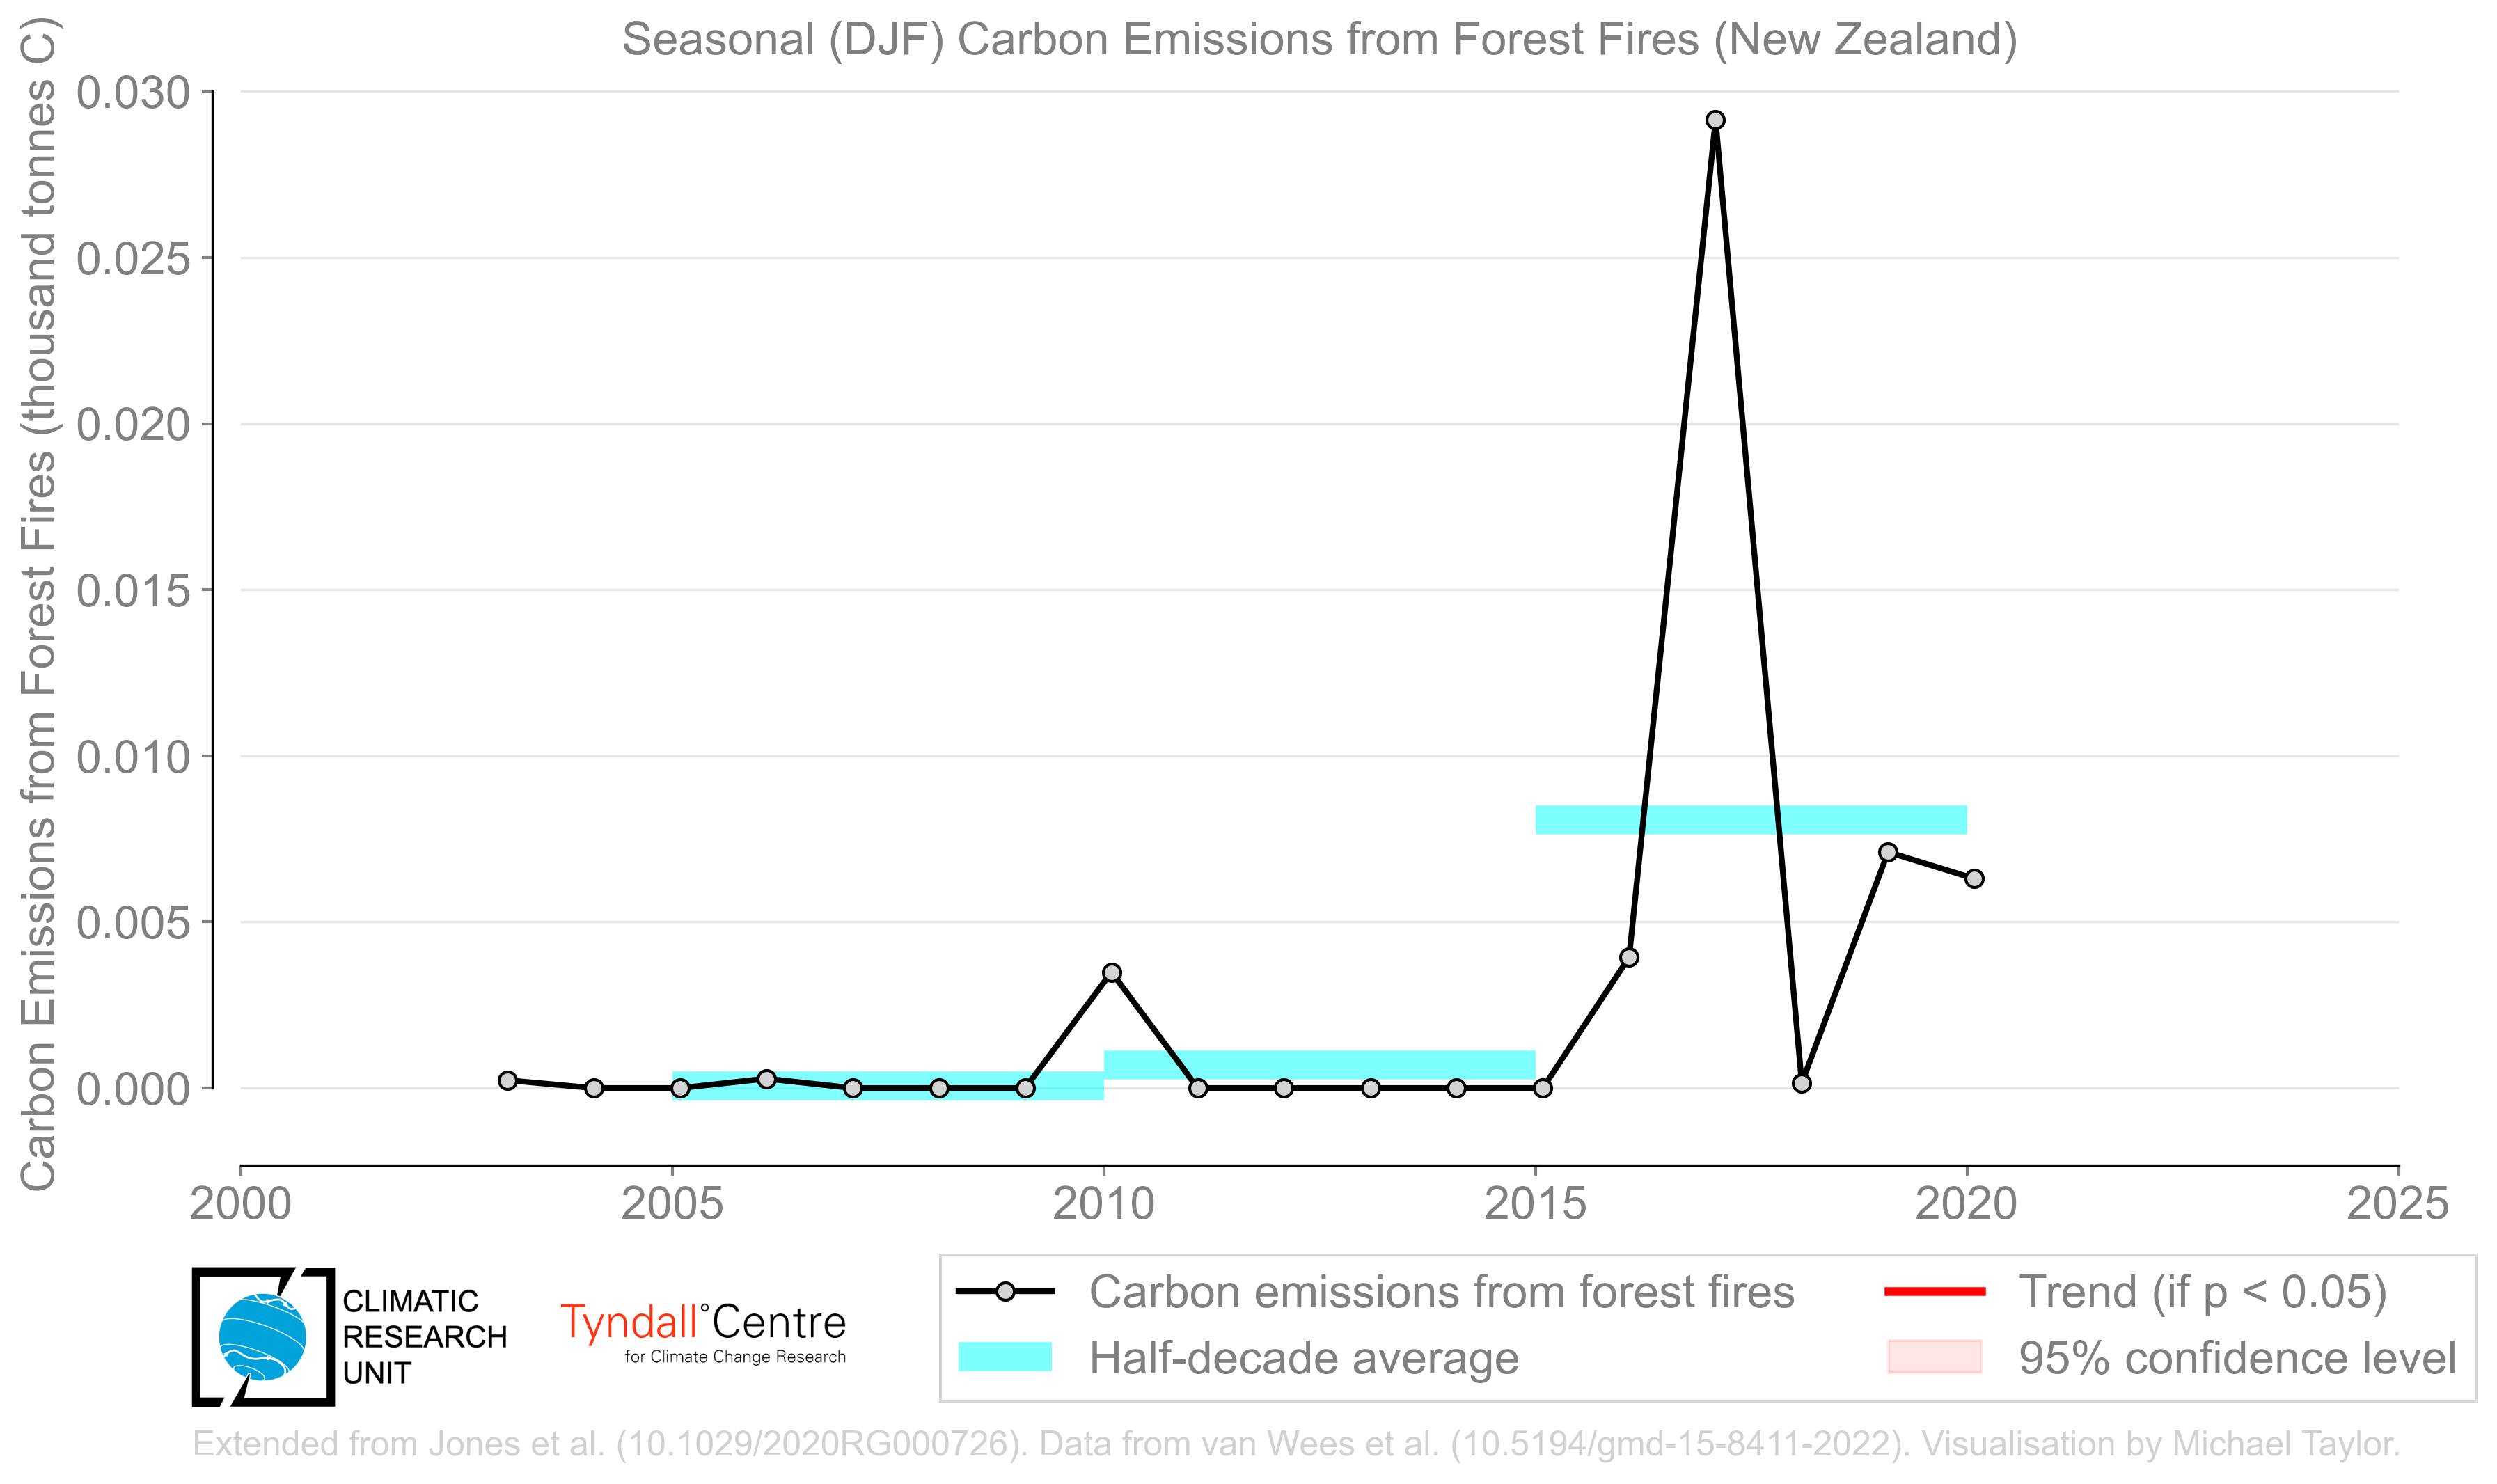 Seasonal (DJF) Carbon Emissions from Forest Fires (New Zealand)
Carbon Emissions from Forest Fires (thousand tonnes C)
0.030
0.025
0.020
0.015
0.010
0.005
0.000
2000 2005 2010 2015 2020 2025
CLIMATIC
RESEARCH
UNIT
Tyndall°Centre
for Climate Change Research
Carbon emissions from forest fires
Half-decade average
Trend (if p < 0.05)
95% confidence level
Extended from Jones et al. (10.1029/2020RG000726). Data from van Wees et al. (10.5194/gmd-15-8411-2022). Visualisation by Michael Taylor.